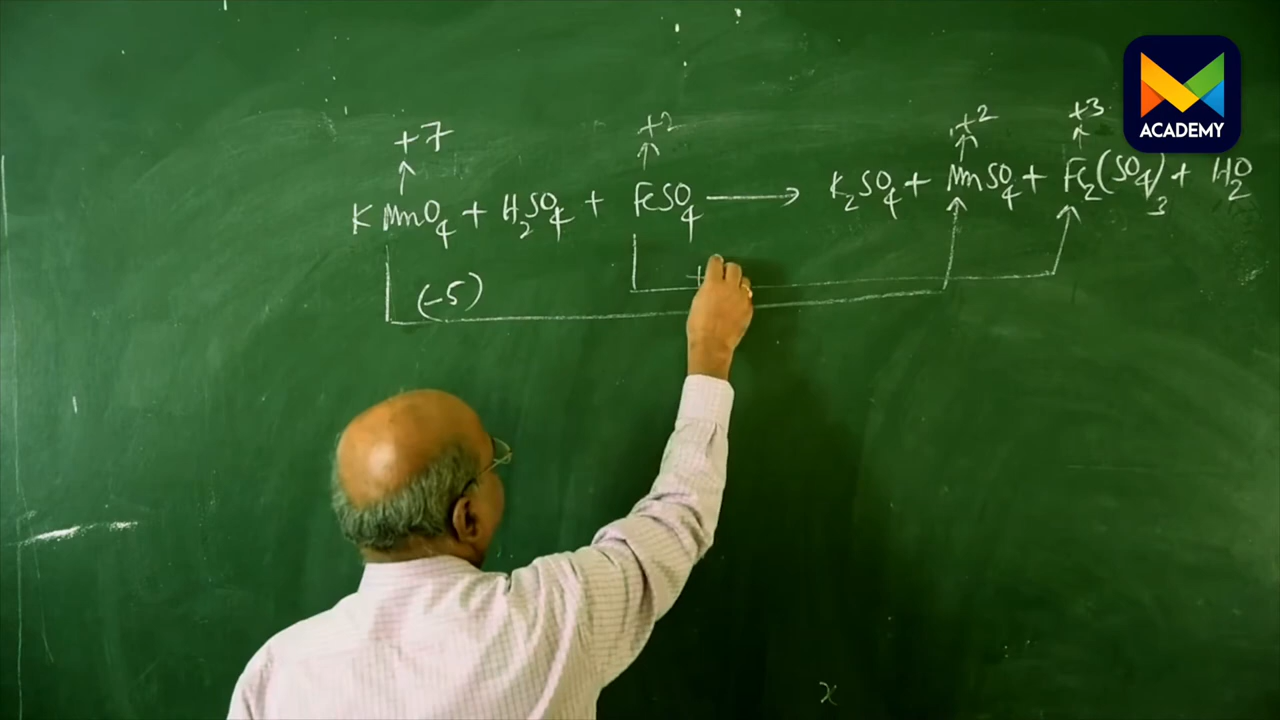 ACADEMY
+7 +2 +2 +3
KMnO4 + H2SO4 + FeSO4 → K2SO4 + MnSO4 + Fe2(SO4)3 + H2O
+
(-5)
x